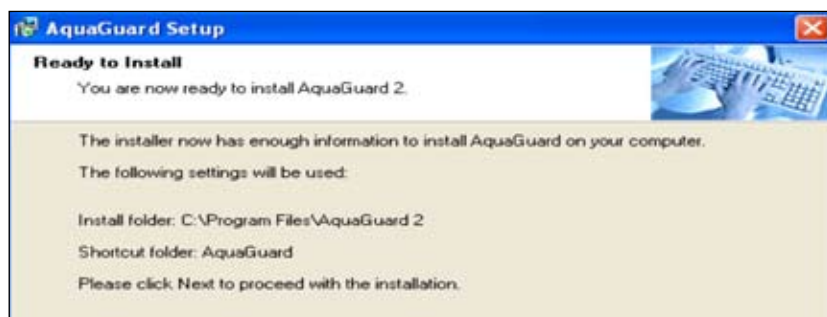 AquaGuard Setup
Ready to Install
You are now ready to install AquaGuard 2.
The installer now has enough information to install AquaGuard on your computer.
The following settings will be used:
Install folder: C:\Program Files\AquaGuard 2
Shortcut folder: AquaGuard
Please click Next to proceed with the installation.